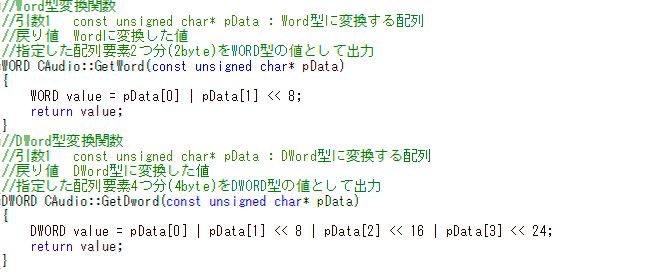 //Word型変換関数
//引数1   const unsigned char* pData : Word型に変換する配列
//戻り値  Wordに変換した値
//指定した配列要素2つ分(2byte)をWORD型の値として出力
WORD CAudio::GetWord(const unsigned char* pData)
{
    WORD value = pData[0] | pData[1] << 8;
    return value;
}
//DWord型変換関数
//引数1   const unsigned char* pData : DWord型に変換する配列
//戻り値  DWord型に変換した値
//指定した配列要素4つ分(4byte)をDWORD型の値として出力
DWORD CAudio::GetDword(const unsigned char* pData)
{
    DWORD value = pData[0] | pData[1] << 8 | pData[2] << 16 | pData[3] << 24;
    return value;
}